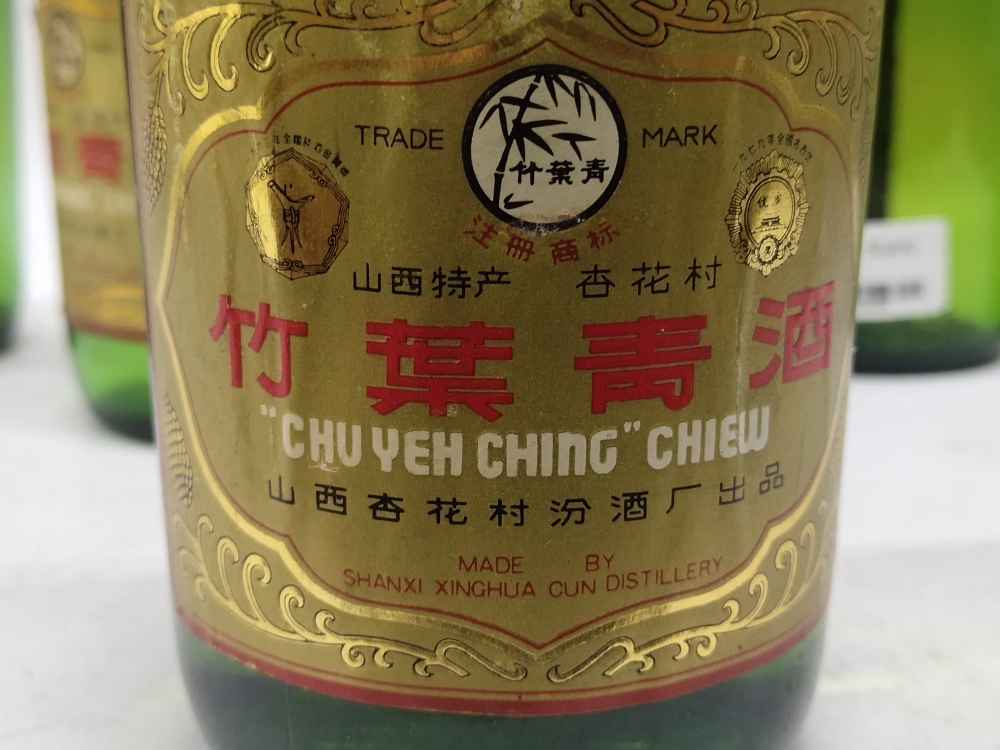 TRADE MARK
竹葉青
注册商标
山西特产 杏花村
竹葉青酒
"CHU YEH CHING" CHIEW
山西杏花村汾酒厂出品
MADE BY
SHANXI XINGHUA CUN DISTILLERY